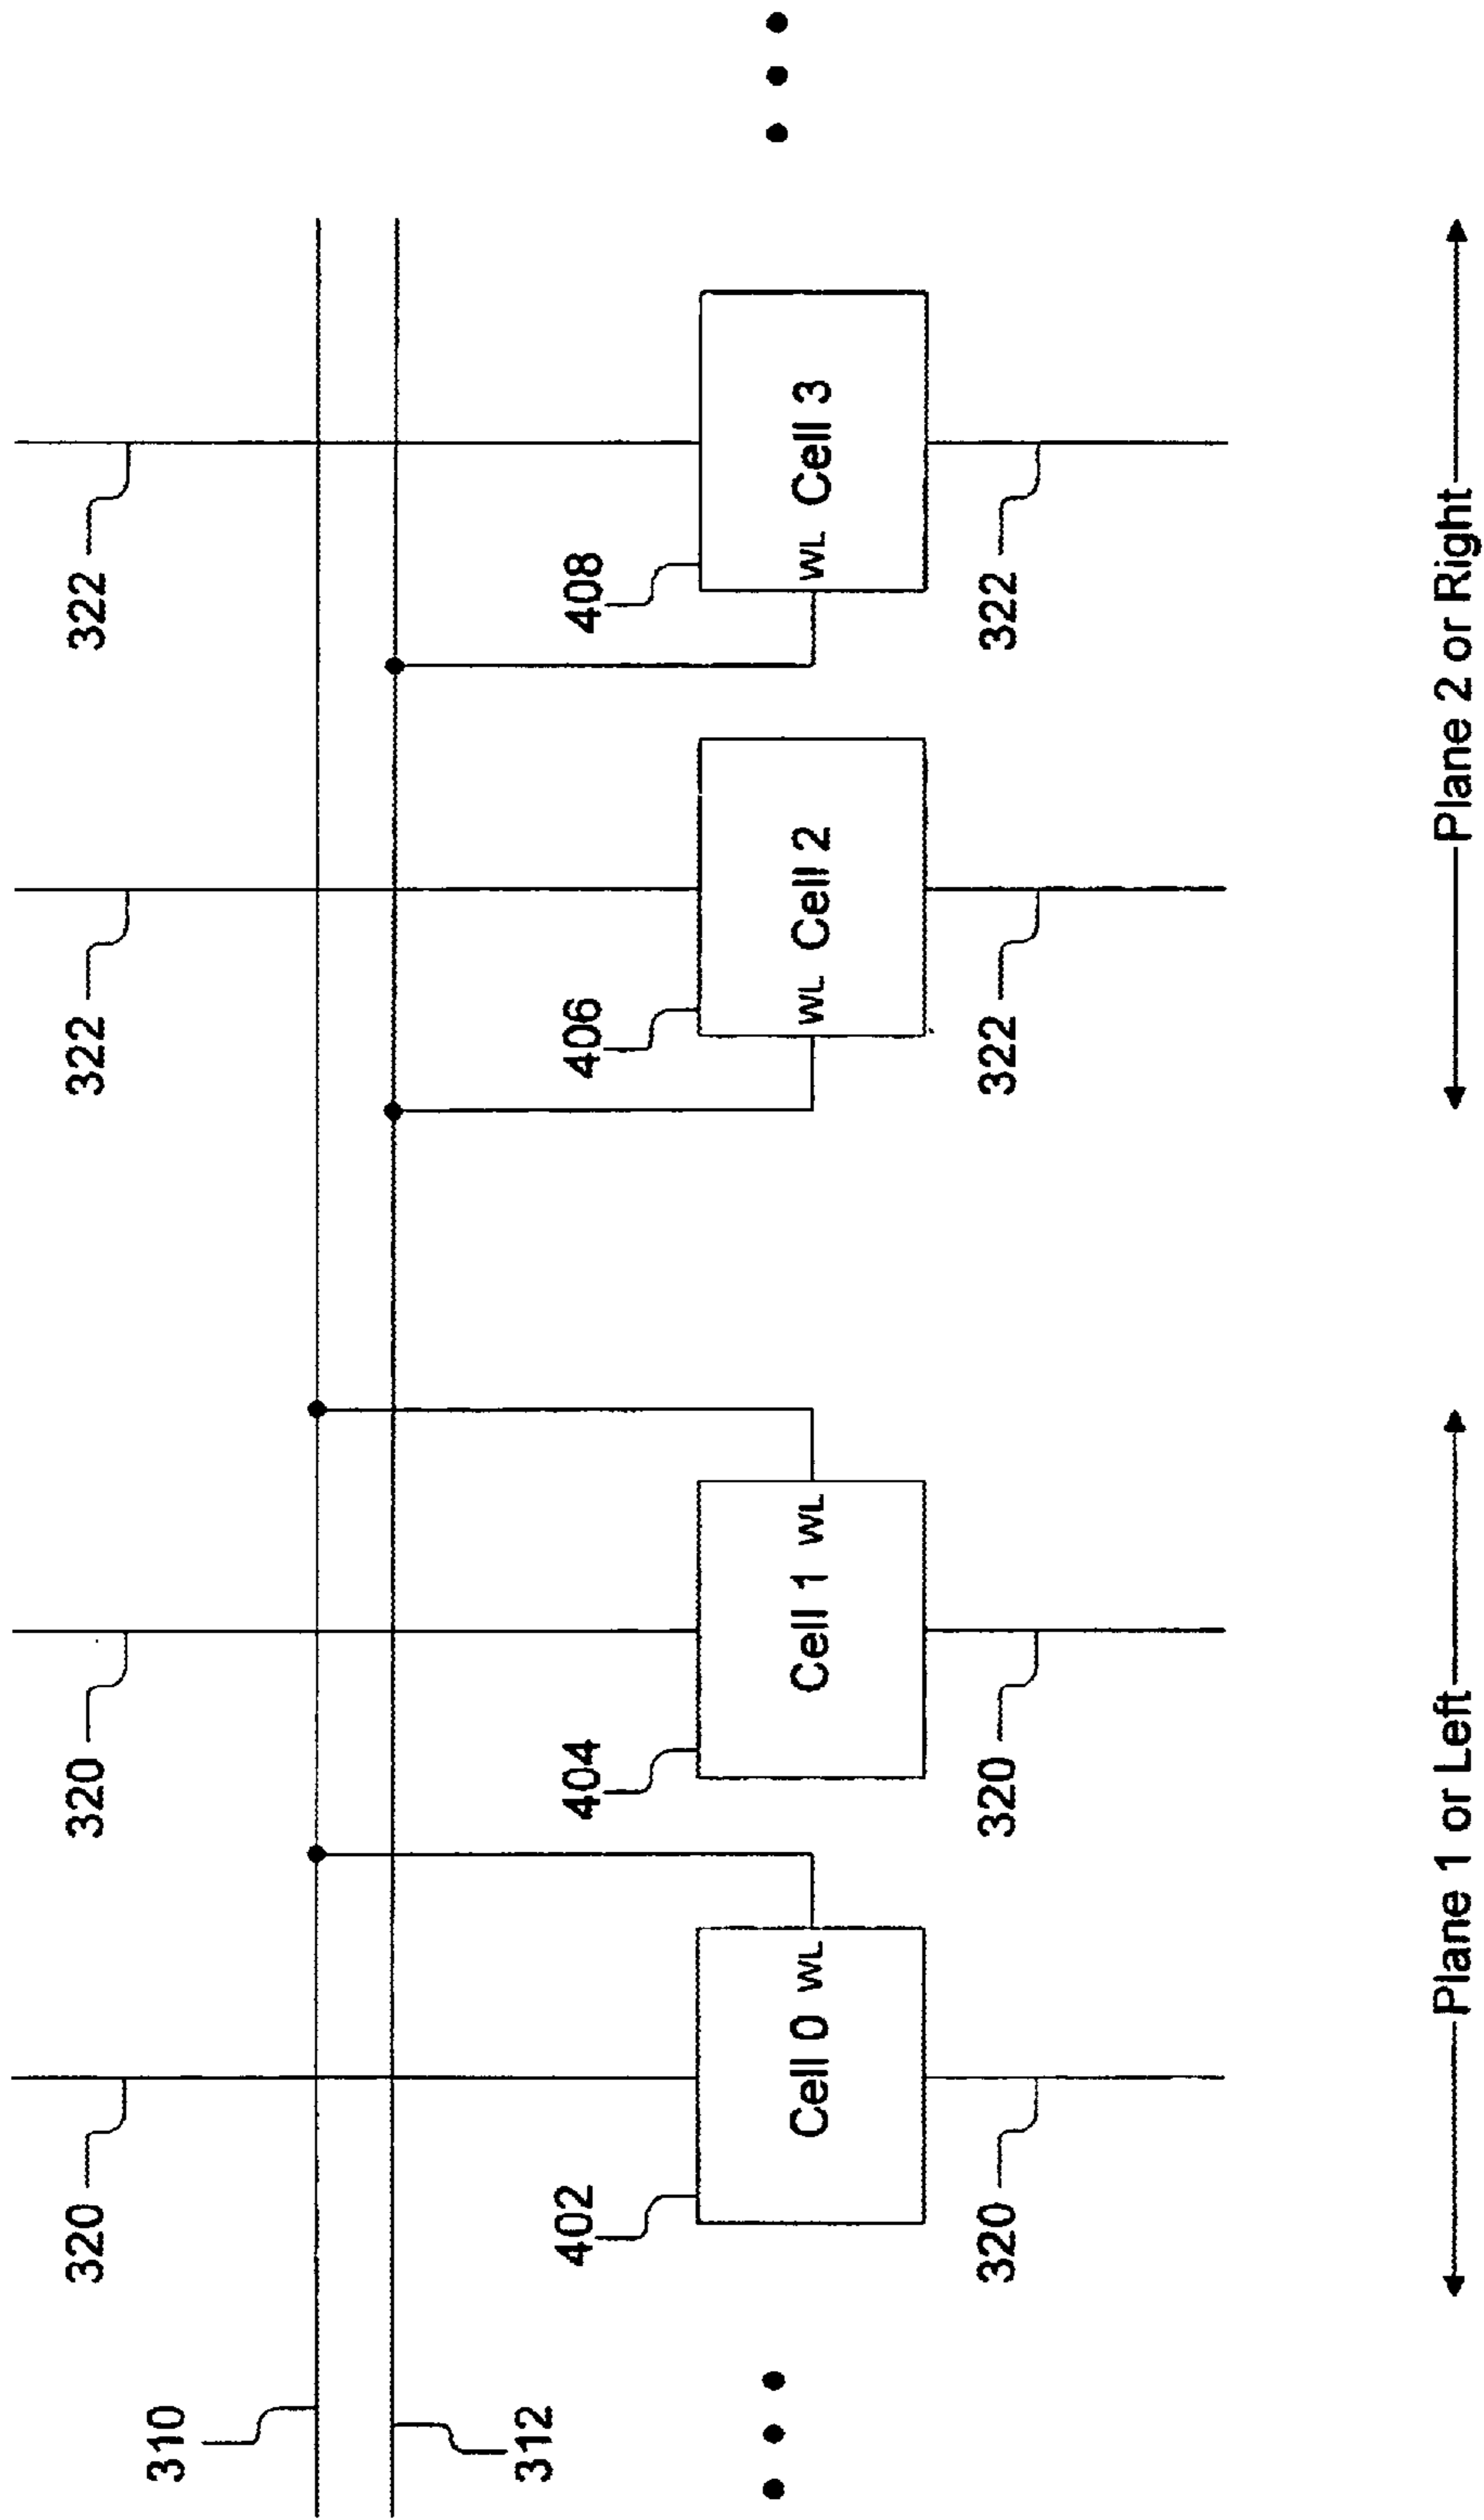 310
320
320
322
322
312
402
404
406
408
Cell 0 WL
Cell 1 WL
WL Cell 2
WL Cell 3
320
320
322
322
Plane 1 or Left
Plane 2 or Right